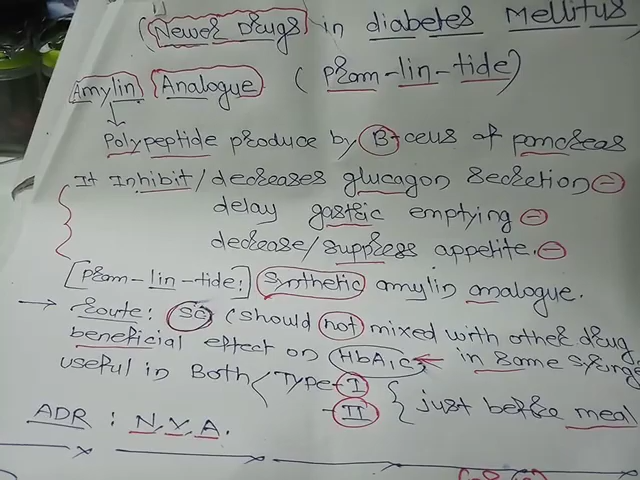 (Newer Drugs) in diabetes Mellitus
Amylin Analogue (Pram-lin-tide)
↓
Polypeptide produce by B-cells of pancreas
It Inhibit/decreases glucagon secretion -
delay gastric emptying -
decrease/suppress appetite. -
[Pram-lin-tide:] Synthetic amylin analogue.
→ Route: SC (should not mixed with other drug
beneficial effect on HbA1c ← in same syringe
useful in Both < Type-I
-II { just before meal
ADR : N.V.A.